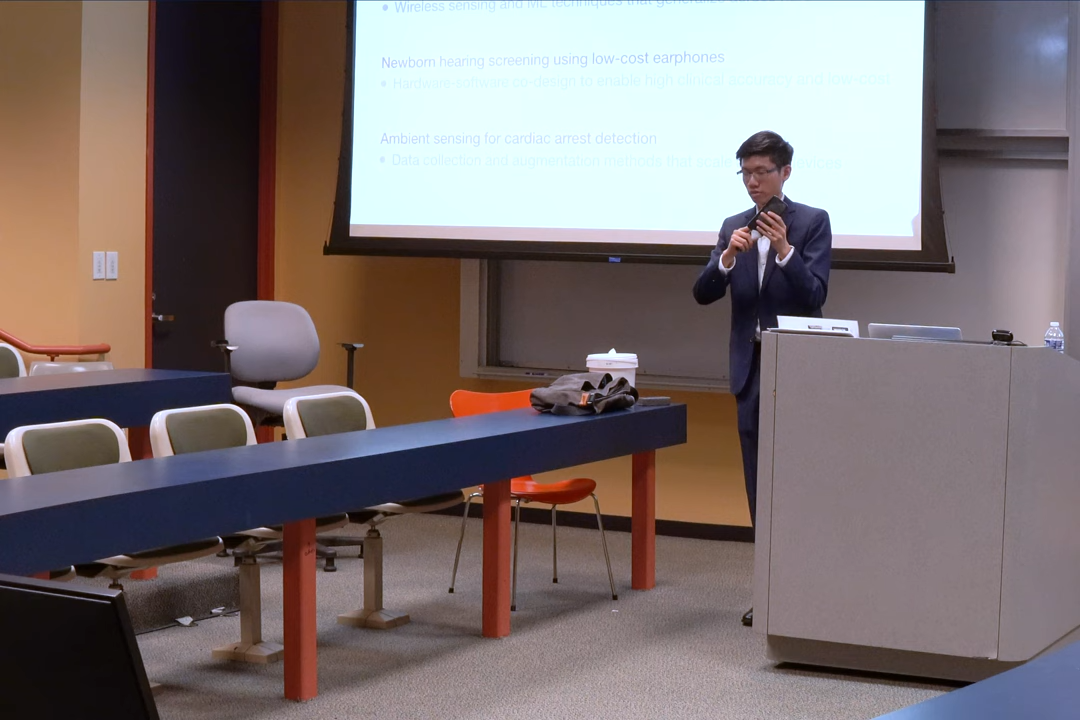 • Wireless sensing and ML techniques that generalize across
Newborn hearing screening using low-cost earphones
• Hardware-software co-design to enable high clinical accuracy and low-cost
Ambient sensing for cardiac arrest detection
• Data collection and augmentation methods that scale